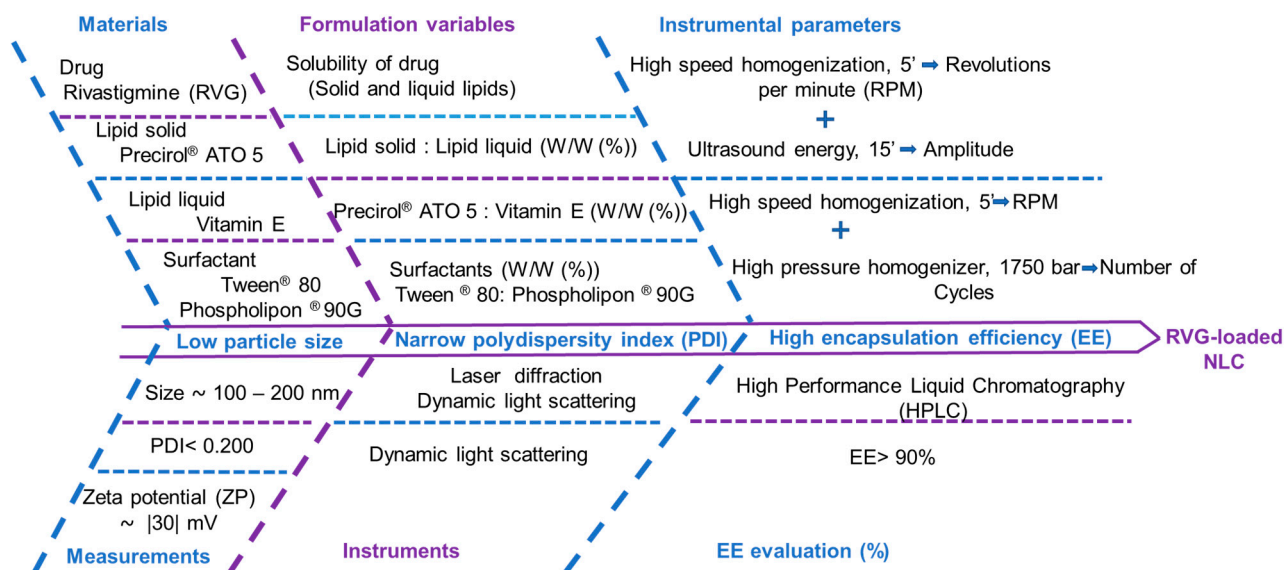 Materials
Formulation variables
Instrumental parameters
Drug
Rivastigmine (RVG)
Lipid solid
Precirol® ATO 5
Lipid liquid
Vitamin E
Surfactant
Tween® 80
Phospholipon ® 90G
Solubility of drug
(Solid and liquid lipids)
Lipid solid : Lipid liquid (W/W (%))
Precirol® ATO 5 : Vitamin E (W/W (%))
Surfactants (W/W (%))
Tween ® 80: Phospholipon ® 90G
High speed homogenization, 5’ ➡ Revolutions
per minute (RPM)
+
Ultrasound energy, 15’ ➡ Amplitude
High speed homogenization, 5’ ➡ RPM
+
High pressure homogenizer, 1750 bar ➡ Number of
Cycles
Low particle size
Narrow polydispersity index (PDI)
High encapsulation efficiency (EE)
RVG-loaded
NLC
Size ~ 100 – 200 nm
PDI< 0.200
Zeta potential (ZP)
~ |30| mV
Laser diffraction
Dynamic light scattering
Dynamic light scattering
High Performance Liquid Chromatography
(HPLC)
EE> 90%
Measurements
Instruments
EE evaluation (%)